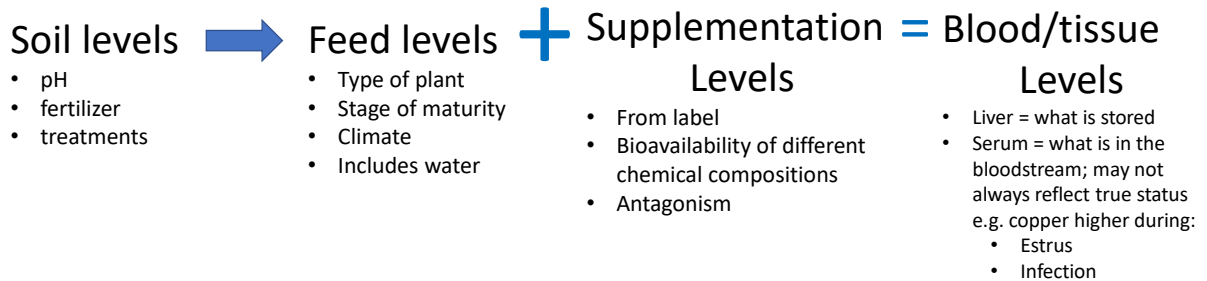 Soil levels
• pH
• fertilizer
• treatments
Feed levels
• Type of plant
• Stage of maturity
• Climate
• Includes water
+
Supplementation
Levels
• From label
• Bioavailability of different
chemical compositions
• Antagonism
=
Blood/tissue
Levels
• Liver = what is stored
• Serum = what is in the
bloodstream; may not
always reflect true status
e.g. copper higher during:
• Estrus
• Infection